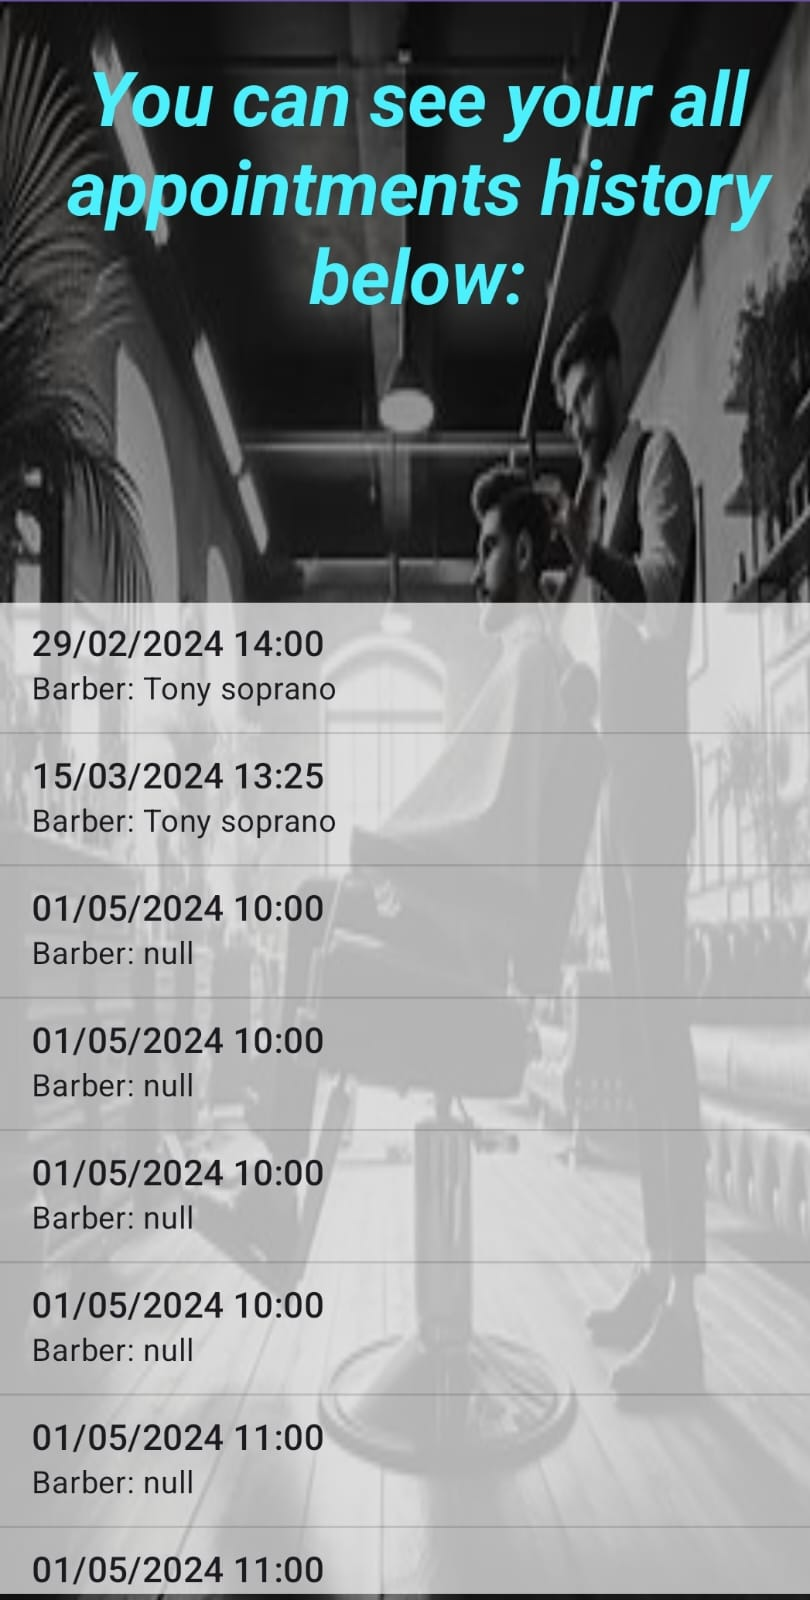 You can see your all
appointments history
below:
29/02/2024 14:00
Barber: Tony soprano
15/03/2024 13:25
Barber: Tony soprano
01/05/2024 10:00
Barber: null
01/05/2024 10:00
Barber: null
01/05/2024 10:00
Barber: null
01/05/2024 10:00
Barber: null
01/05/2024 11:00
Barber: null
01/05/2024 11:00